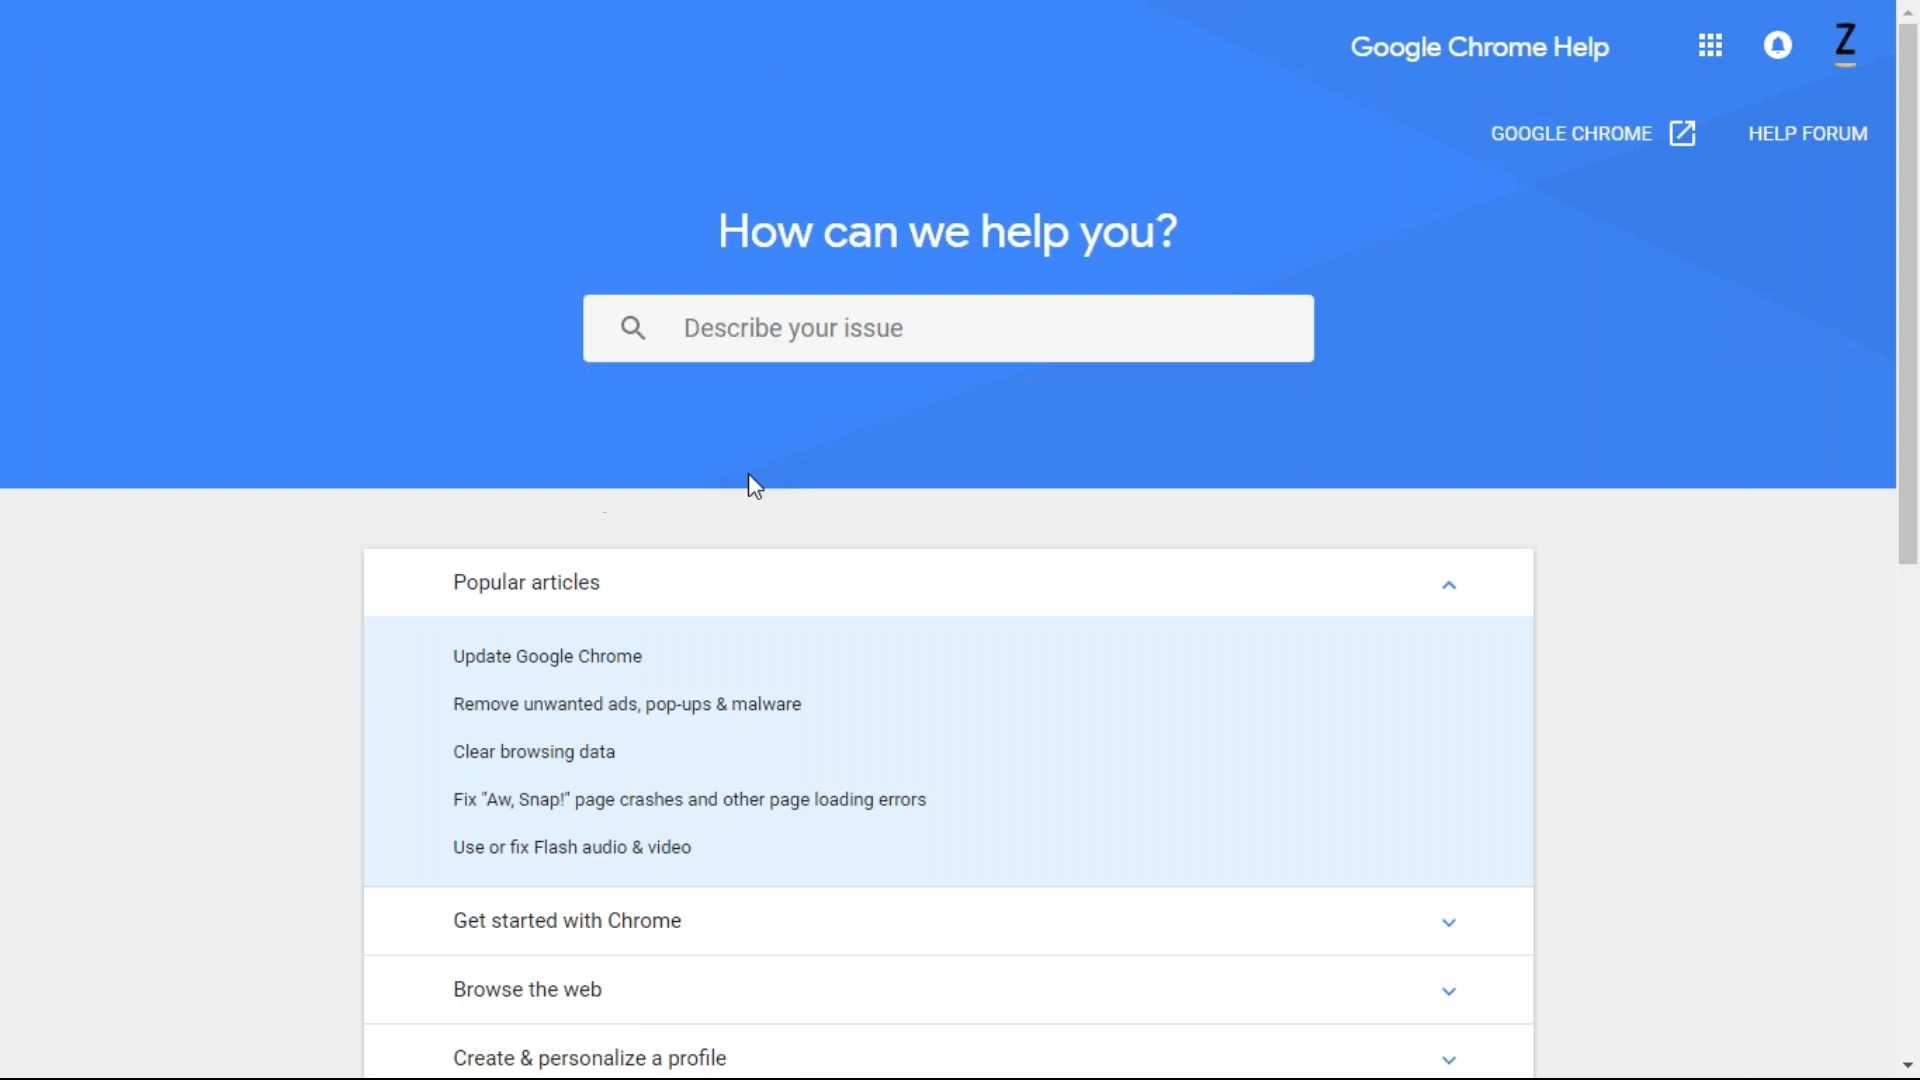 Google Chrome Help
Z
GOOGLE CHROME
HELP FORUM
How can we help you?
Describe your issue
Popular articles
Update Google Chrome
Remove unwanted ads, pop-ups & malware
Clear browsing data
Fix "Aw, Snap!" page crashes and other page loading errors
Use or fix Flash audio & video
Get started with Chrome
Browse the web
Create & personalize a profile